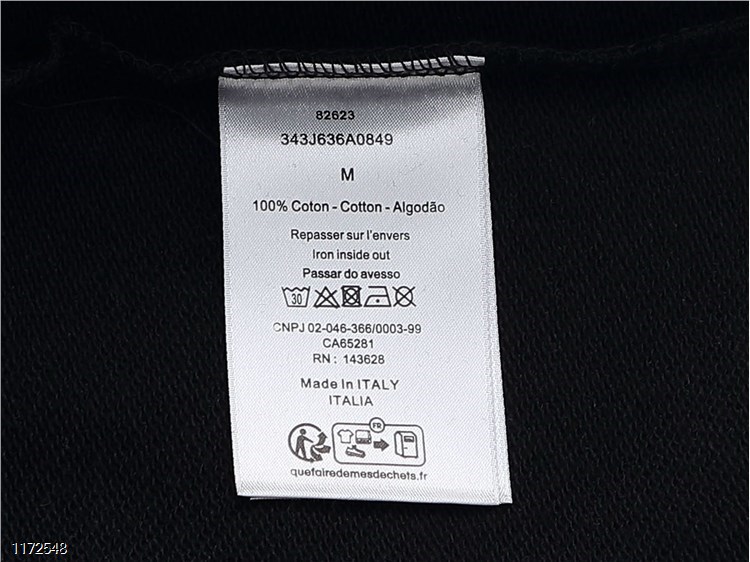 82623
343J636A0849
M
100% Coton - Cotton - Algodão
Repasser sur l'envers
Iron inside out
Passar do avesso
30
CNPJ 02-046-366/0003-99
CA65281
RN : 143628
Made In ITALY
ITALIA
FR
quefairedemesdechets.fr
1172548